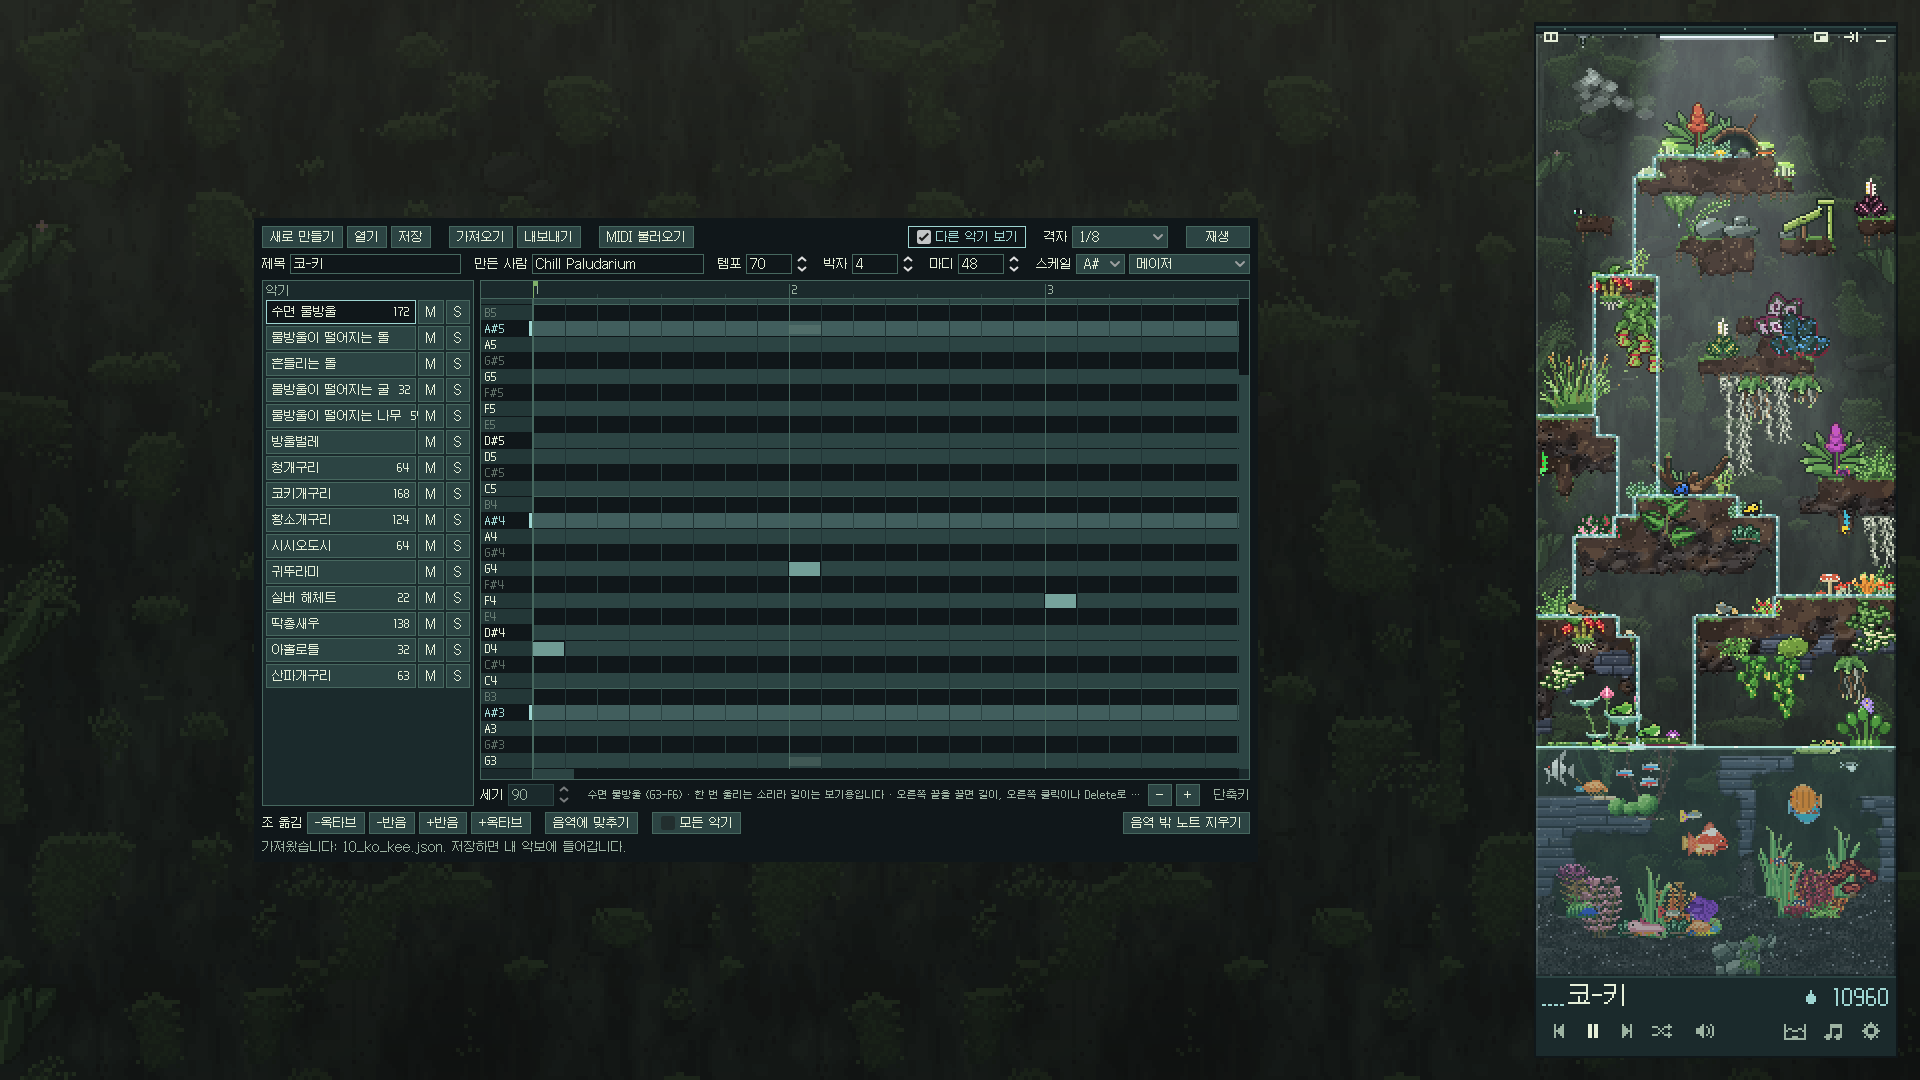 새로 만들기 열기 저장 가져오기 내보내기 MIDI 불러오기 다른 악기 보기 격자 1/8 재생
제목 코-키 만든 사람 Chill Paludarium 템포 70 박자 4 마디 48 스케일 A# 메이저
악기
수면 물방울 172 M S
물방울이 떨어지는 돌 M S
흔들리는 돌 M S
물방울이 떨어지는 굴 32 M S
물방울이 떨어지는 나무 M S
방울벌레 M S
청개구리 64 M S
코키개구리 168 M S
황소개구리 124 M S
시시오도시 64 M S
귀뚜라미 M S
실버 해체트 22 M S
딱총새우 138 M S
아홀로틀 32 M S
산파개구리 63 M S
1 2 3
B5
A#5
A5
G#5
G5
F#5
F5
E5
D#5
D5
C#5
C5
B4
A#4
A4
G#4
G4
F#4
F4
E4
D#4
D4
C#4
C4
B3
A#3
A3
G#3
G3
세기 90 수면 물방울 (G3-F6) · 한 번 울리는 소리라 길이는 보기용입니다 · 오른쪽 끝을 끌면 길이, 오른쪽 클릭이나 Delete로 ··· - + 단축키
조 옮김 -옥타브 -반음 +반음 +옥타브 음역에 맞추기 모든 악기 음역 밖 노트 지우기
가져왔습니다: 10_ko_kee.json. 저장하면 내 악보에 들어갑니다.
....코-키 10960